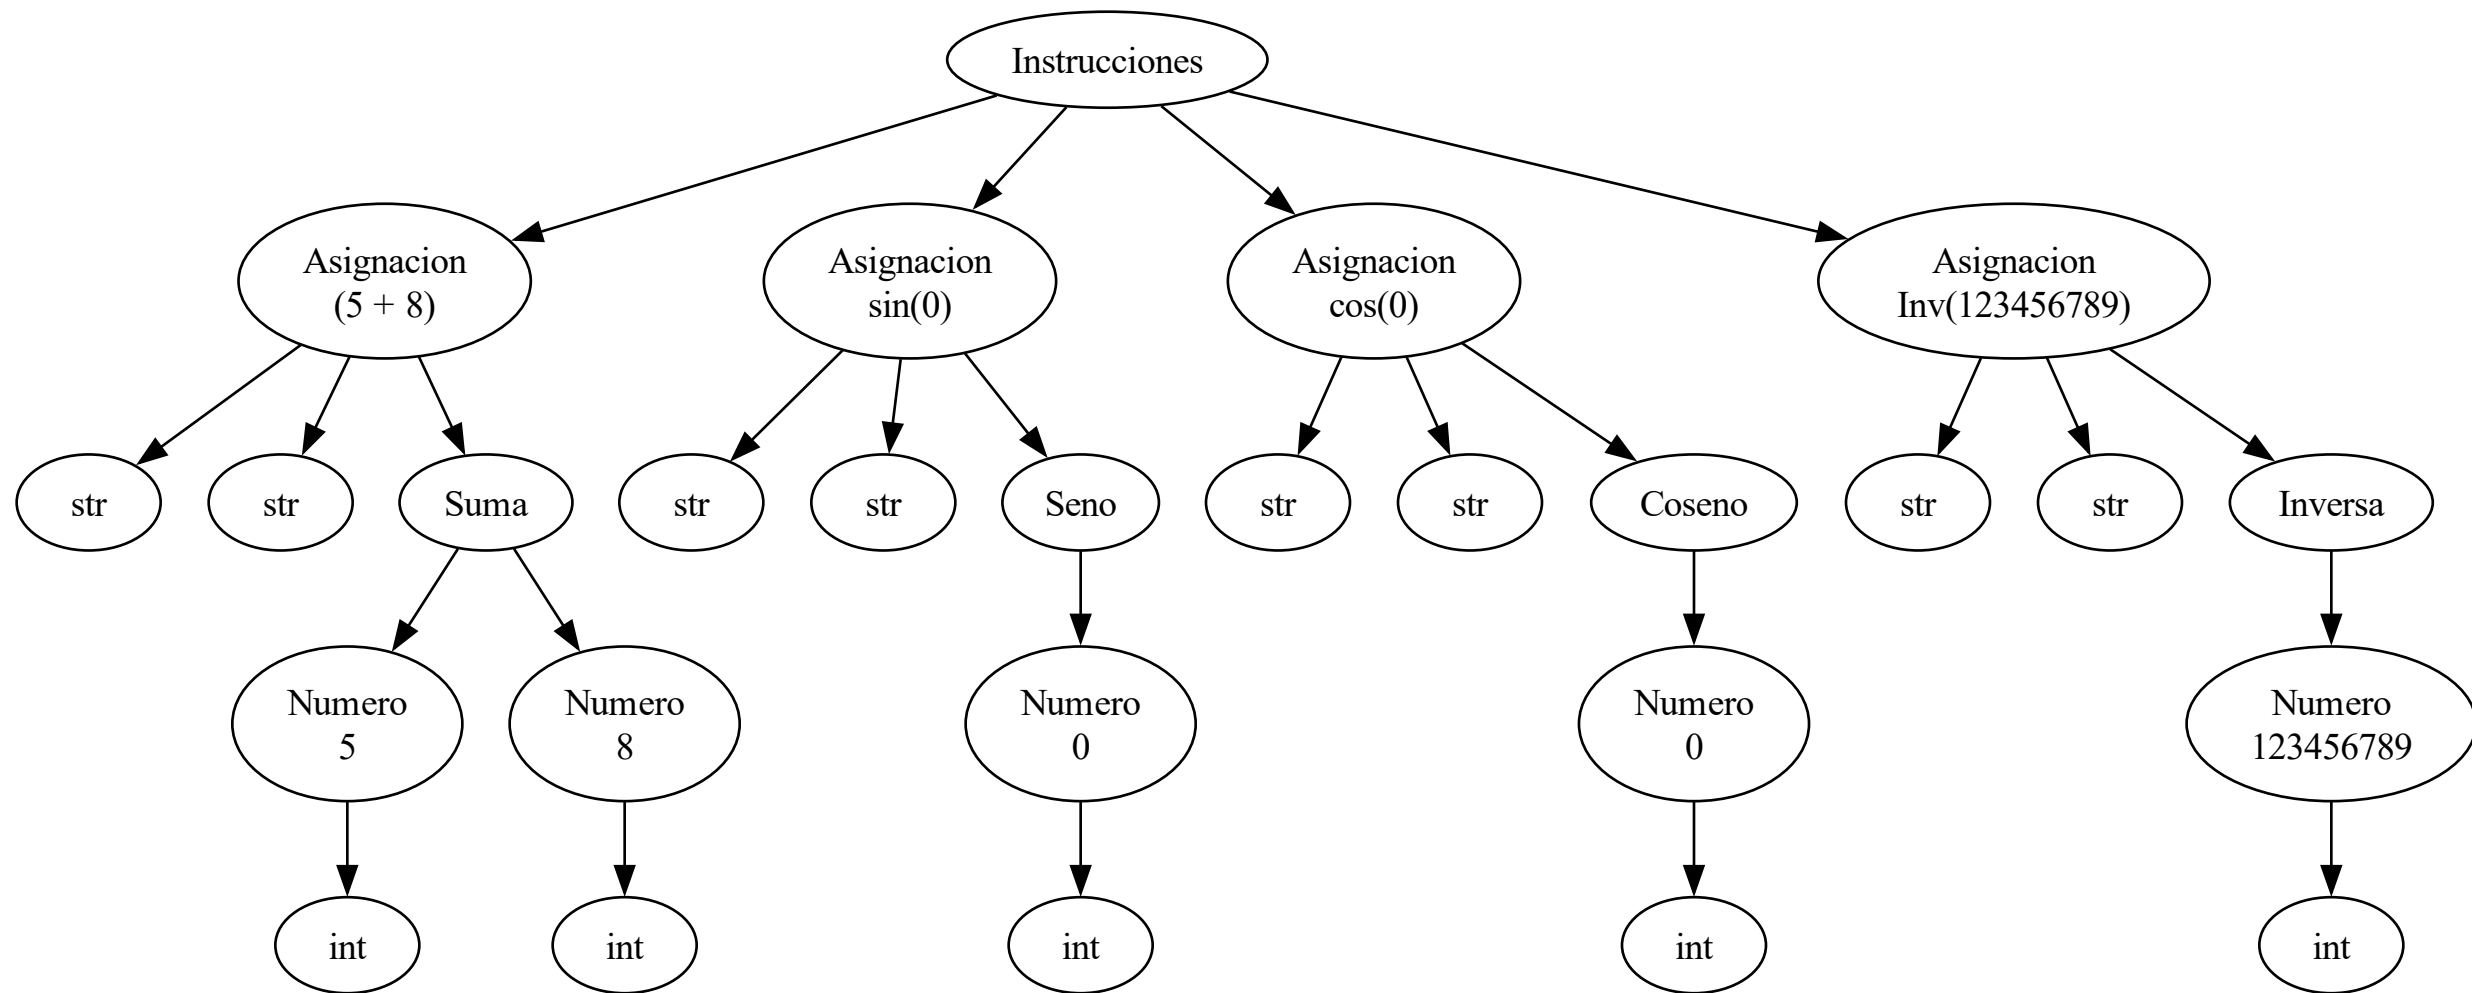 Instrucciones
Asignacion
(5 + 8)
Asignacion
sin(0)
Asignacion
cos(0)
Asignacion
Inv(123456789)
str
str
Suma
str
str
Seno
str
str
Coseno
str
str
Inversa
Numero
5
Numero
8
Numero
0
Numero
0
Numero
123456789
int
int
int
int
int